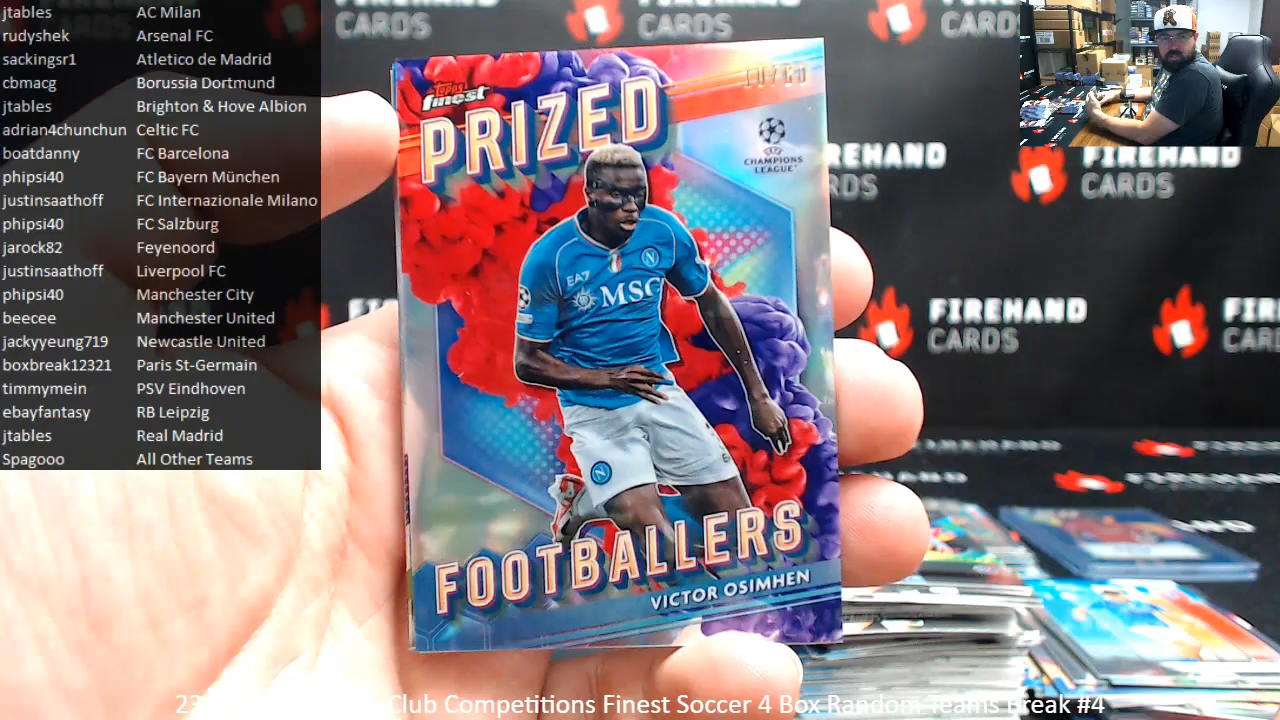 jtables AC Milan
rudyshek Arsenal FC
sackingsr1 Atletico de Madrid
cbmacg Borussia Dortmund
jtables Brighton & Hove Albion
adrian4chunchun Celtic FC
boatdanny FC Barcelona
phipsi40 FC Bayern München
justinsaathoff FC Internazionale Milano
phipsi40 FC Salzburg
jarock82 Feyenoord
justinsaathoff Liverpool FC
phipsi40 Manchester City
beecee Manchester United
jackyyeung719 Newcastle United
boxbreak12321 Paris St-Germain
timmymein PSV Eindhoven
ebayfantasy RB Leipzig
jtables Real Madrid
Spagooo All Other Teams
Topps
finest
PRIZED
UEFA
CHAMPIONS
LEAGUE
EA7
MSC
N
N
FOOTBALLERS
VICTOR OSIMHEN
FIREHAND
CARDS
FIREHAND
CARDS
CARDS
CARDS
CARDS
Club Competitions Finest Soccer 4 Box Random Teams Break #4